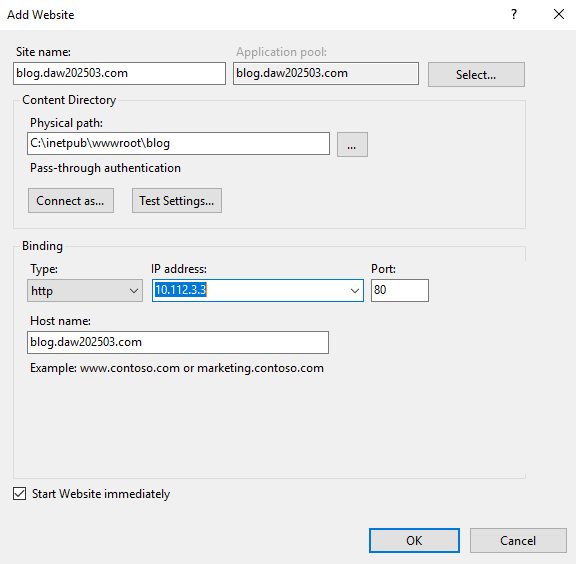 Add Website
?
Site name:
Application pool:
blog.daw202503.com
blog.daw202503.com
Select...
Content Directory
Physical path:
C:\inetpub\wwwroot\blog
...
Pass-through authentication
Connect as...
Test Settings...
Binding
Type:
IP address:
Port:
http
10.112.3.3
80
Host name:
blog.daw202503.com
Example: www.contoso.com or marketing.contoso.com
Start Website immediately
OK
Cancel